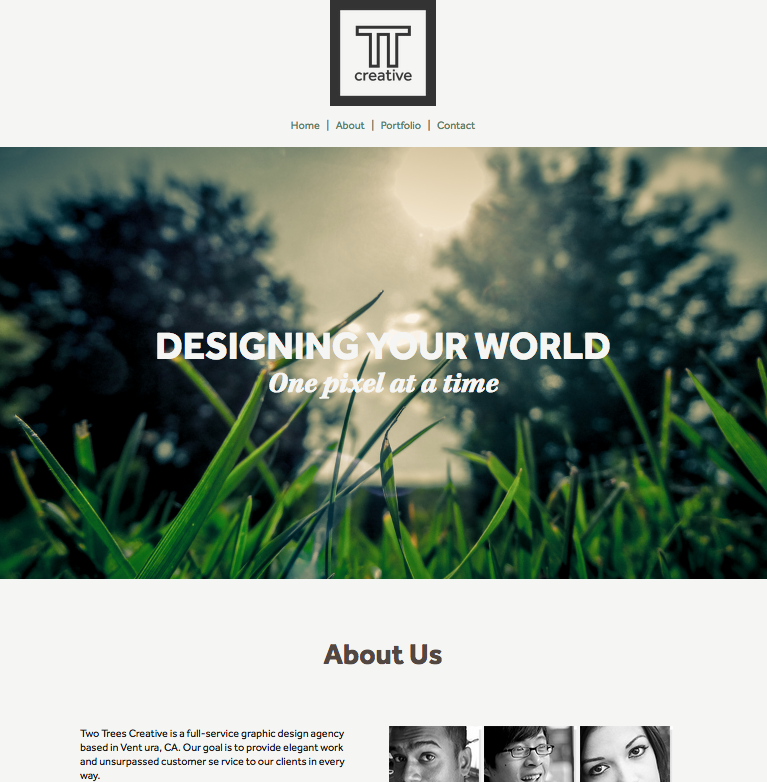 TT
creative
Home | About | Portfolio | Contact
DESIGNING YOUR WORLD
One pixel at a time
About Us
Two Trees Creative is a full-service graphic design agency
based in Vent ura, CA. Our goal is to provide elegant work
and unsurpassed customer se rvice to our clients in every
way.